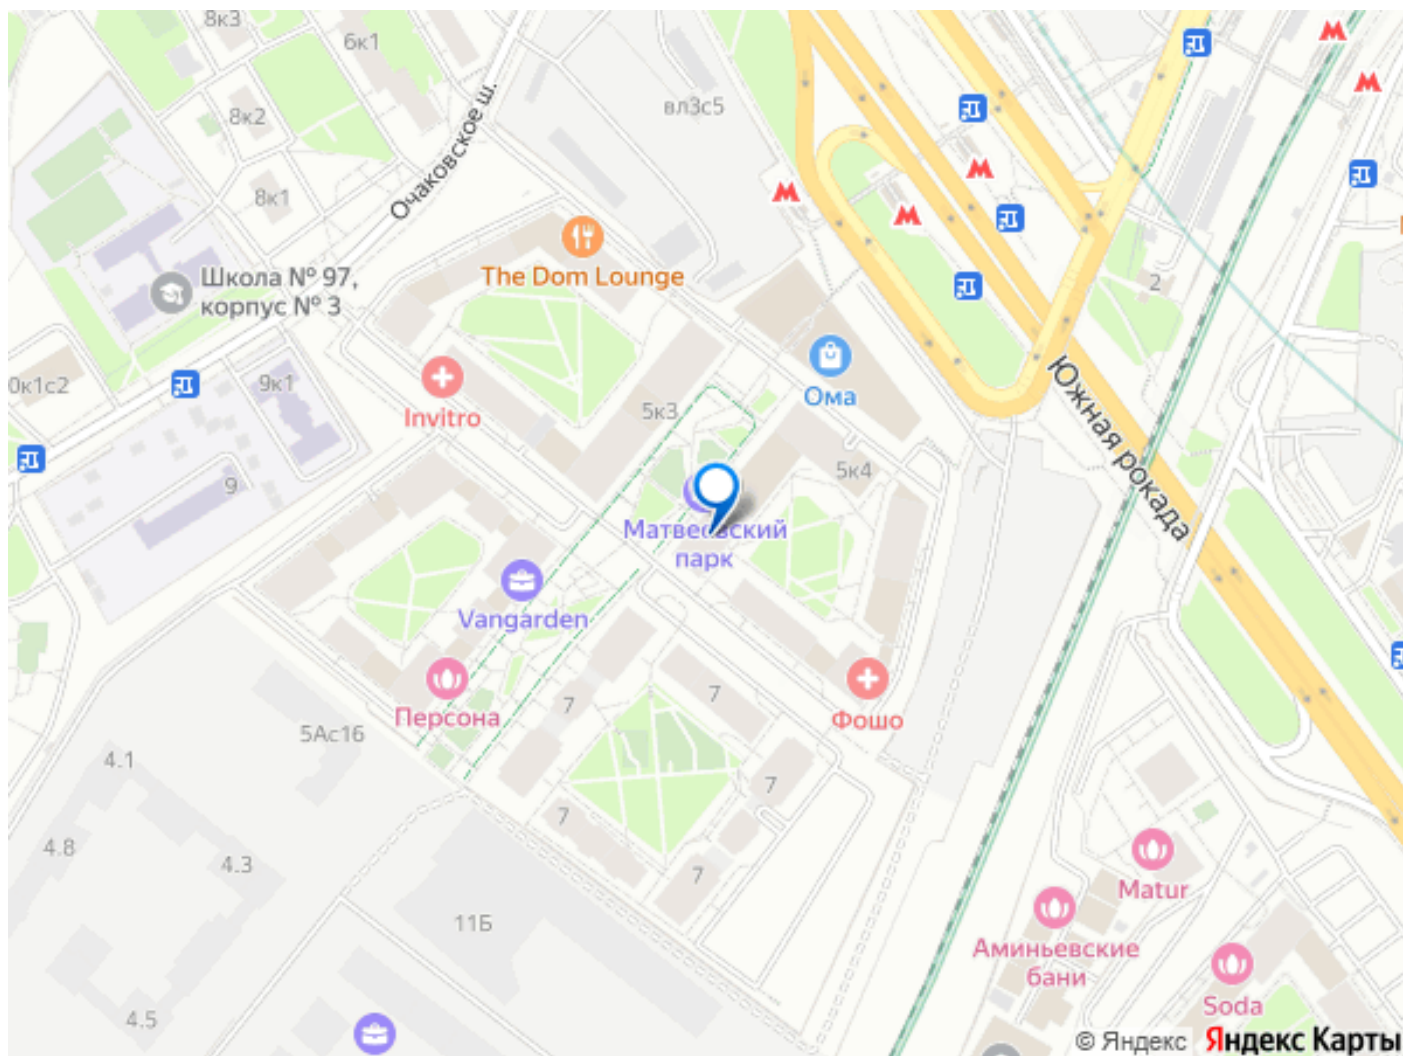 8к3
6к1
вл3с5
8к2
Очаковское ш.
8к1
The Dom Lounge
Школа № 97,
корпус № 3
2
0к1с2
9к1
Invitro
5к3
Ома
Южная рокада
5к4
9
Матвеевский
парк
Vangarden
Персона
7
7
Фошо
5Ас16
4.1
7
7
4.8
4.3
7
11Б
Matur
Аминьевские
бани
Soda
4.5
© Яндекс Яндекс Карты